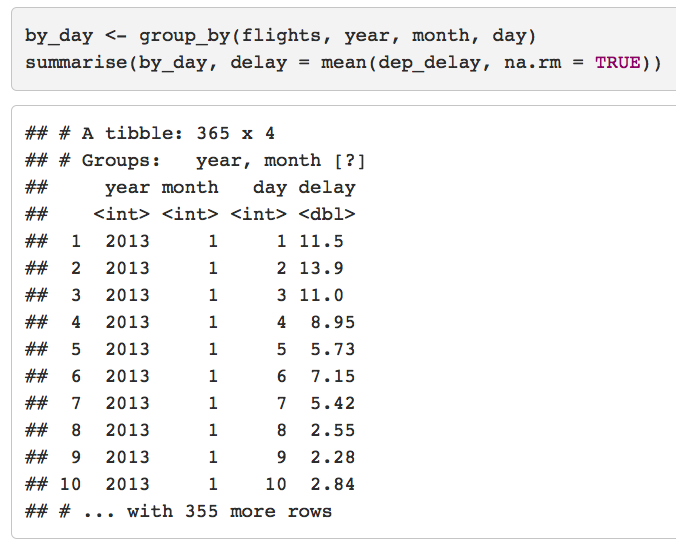 by_day <- group_by(flights, year, month, day)
summarise(by_day, delay = mean(dep_delay, na.rm = TRUE))
## # A tibble: 365 x 4
## # Groups:   year, month [?]
##     year month   day delay
##    <int> <int> <int> <dbl>
##  1  2013     1     1 11.5
##  2  2013     1     2 13.9
##  3  2013     1     3 11.0
##  4  2013     1     4  8.95
##  5  2013     1     5  5.73
##  6  2013     1     6  7.15
##  7  2013     1     7  5.42
##  8  2013     1     8  2.55
##  9  2013     1     9  2.28
## 10  2013     1    10  2.84
## # ... with 355 more rows